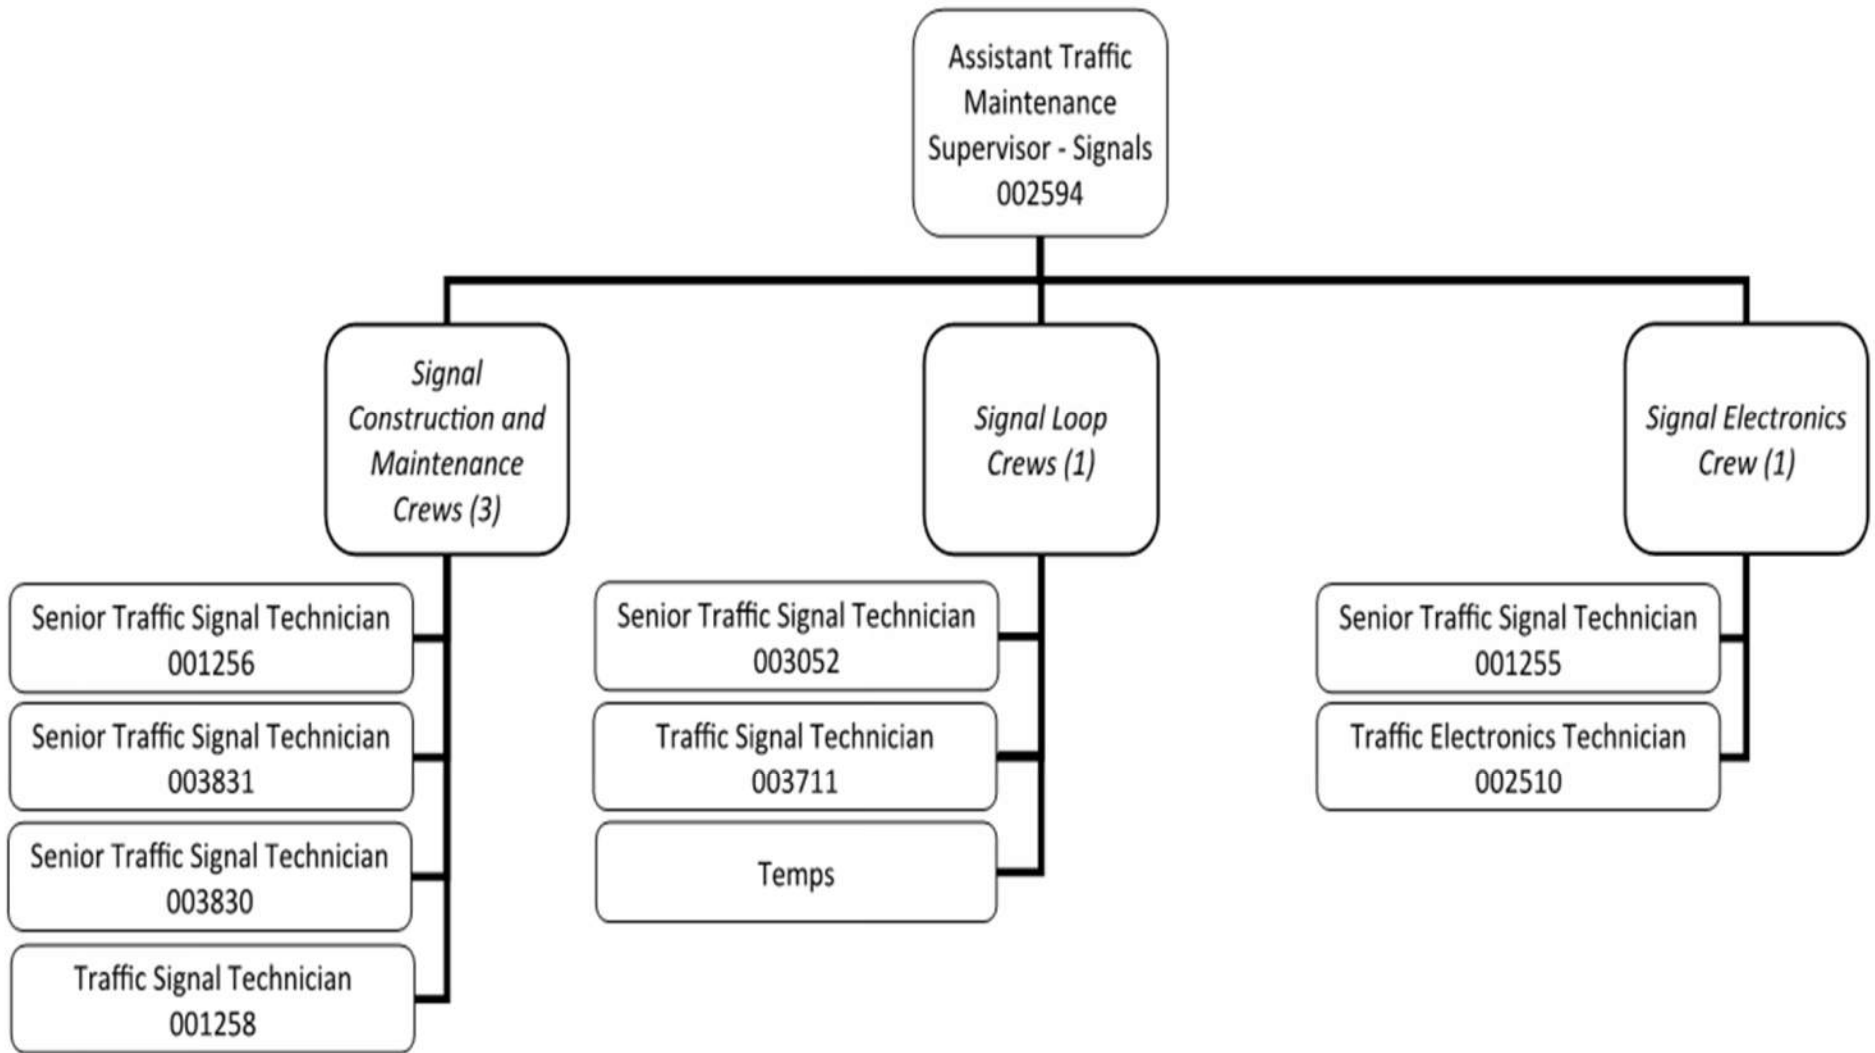 Assistant Traffic
Maintenance
Supervisor - Signals
002594
Signal
Construction and
Maintenance
Crews (3)
Senior Traffic Signal Technician
001256
Senior Traffic Signal Technician
003831
Senior Traffic Signal Technician
003830
Traffic Signal Technician
001258
Signal Loop
Crews (1)
Senior Traffic Signal Technician
003052
Traffic Signal Technician
003711
Temps
Signal Electronics
Crew (1)
Senior Traffic Signal Technician
001255
Traffic Electronics Technician
002510